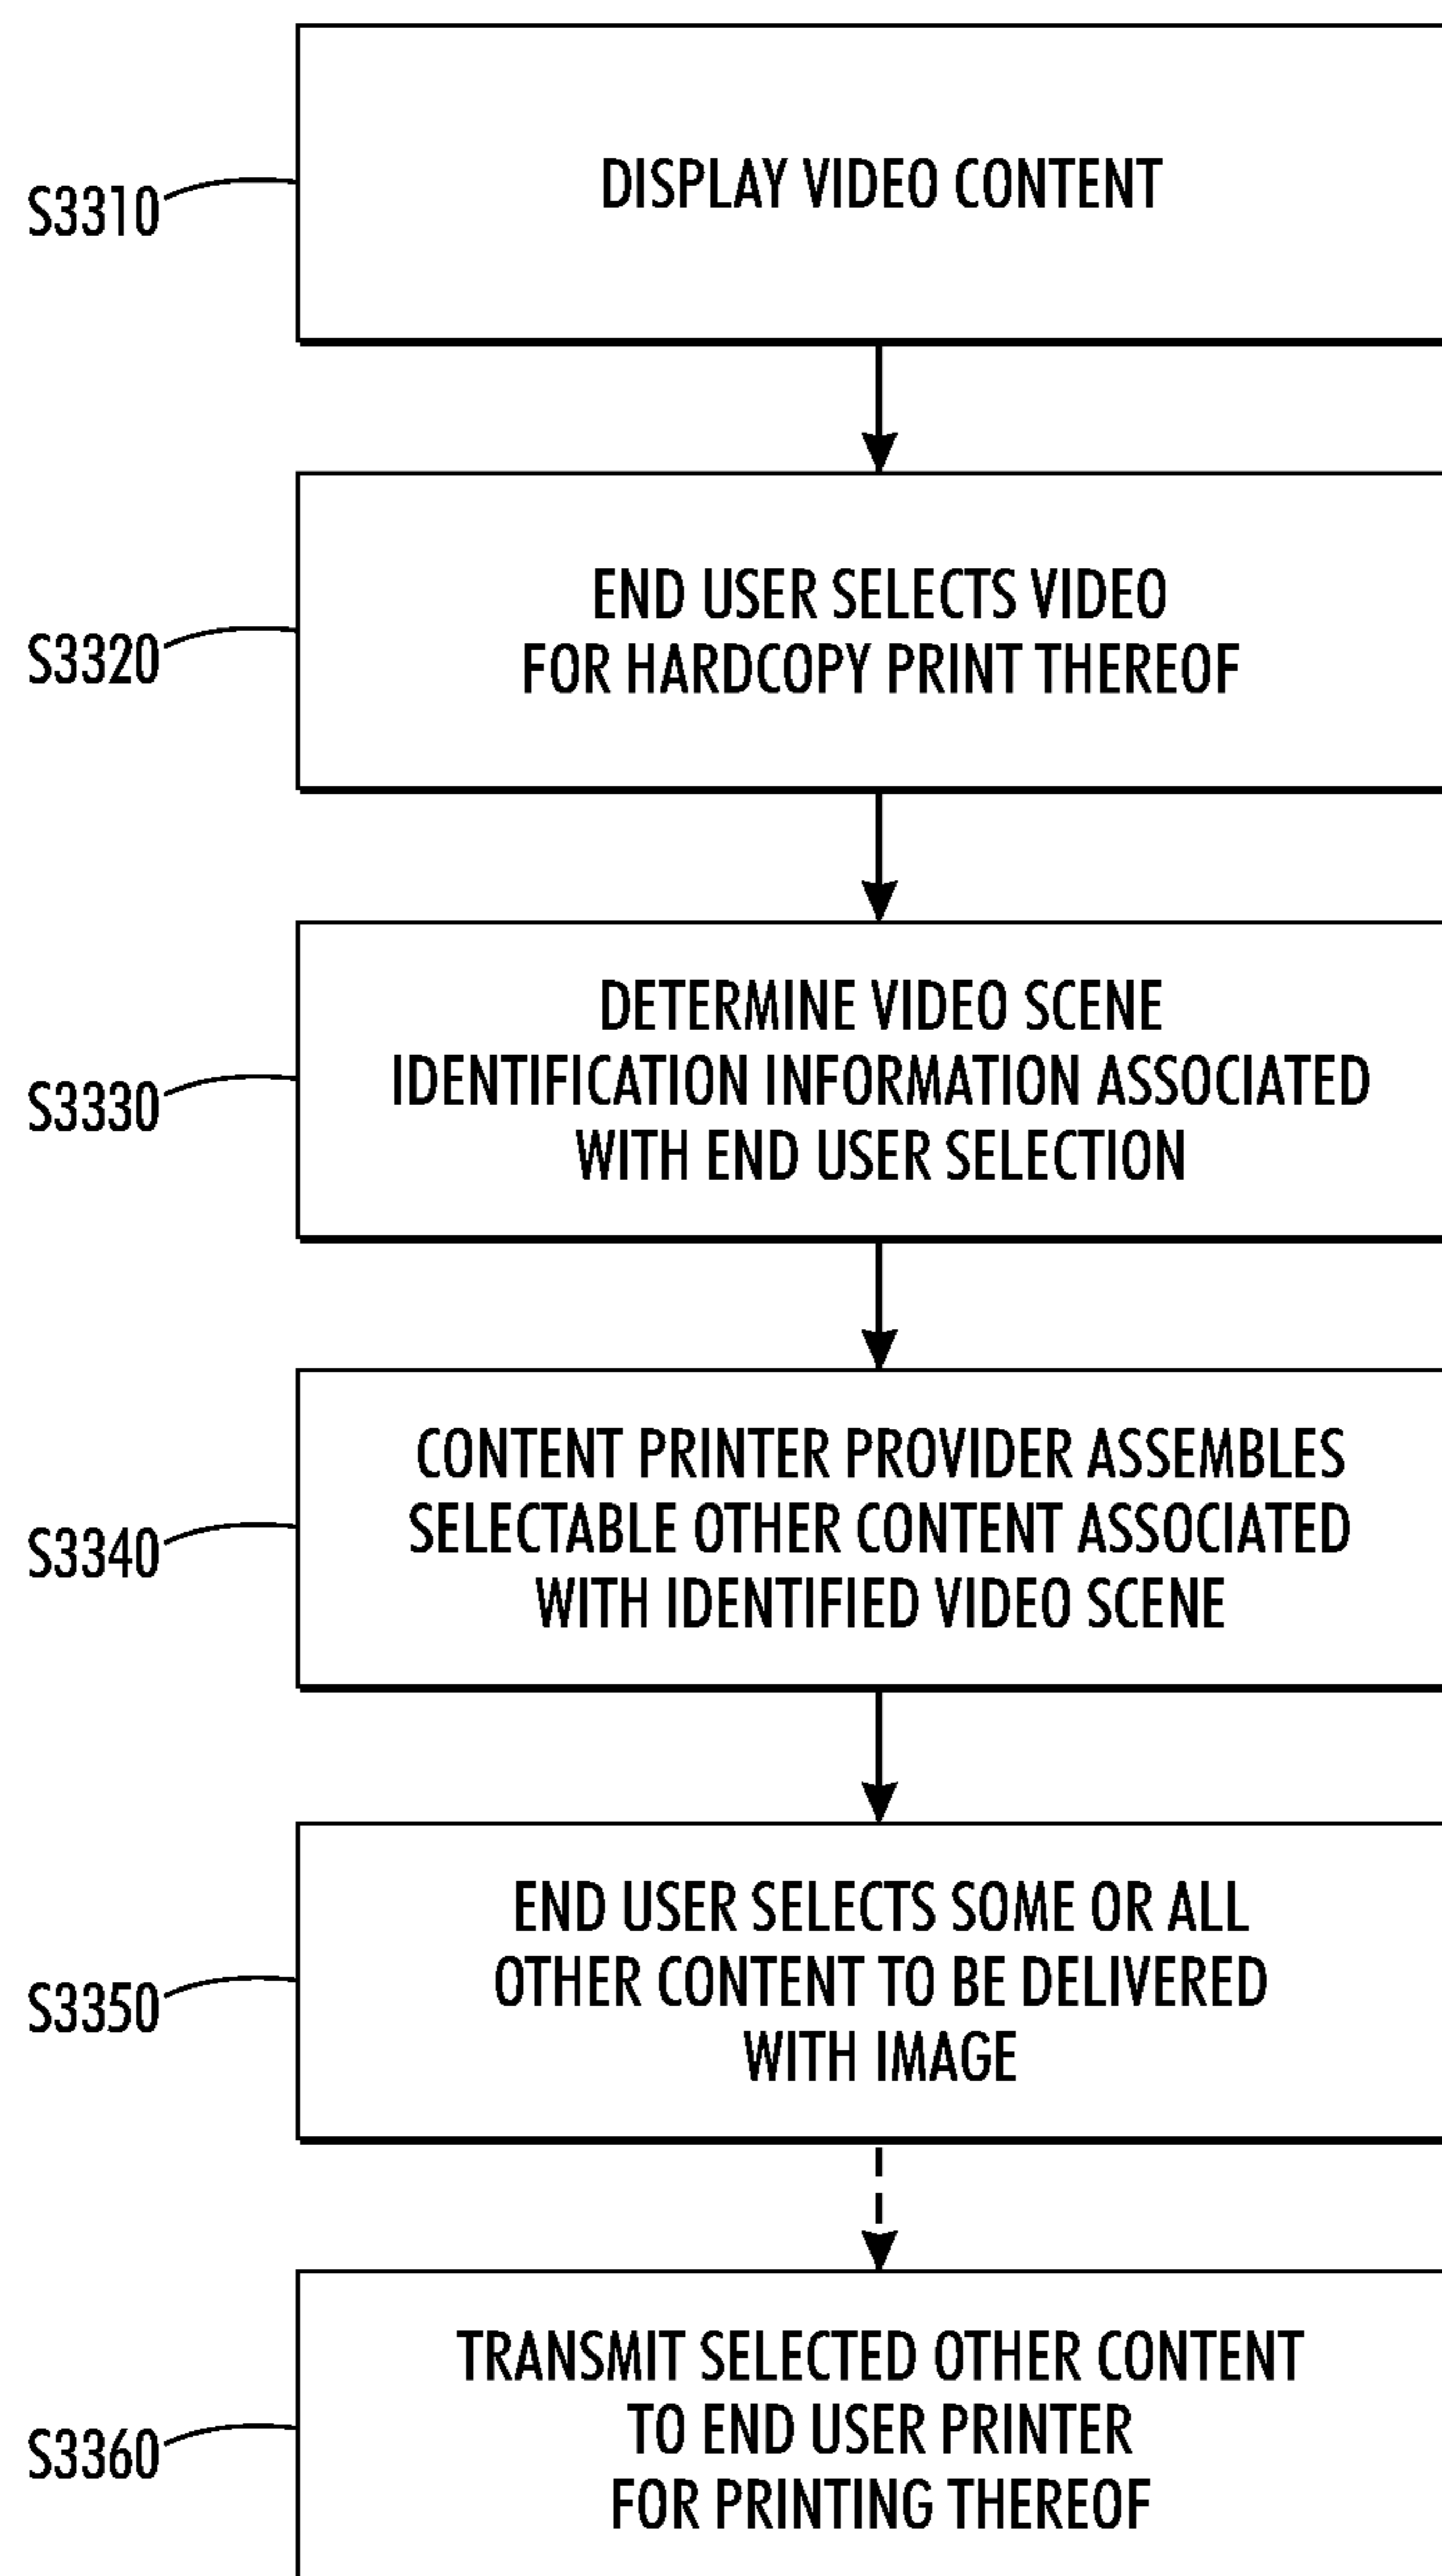 S3310
DISPLAY VIDEO CONTENT
S3320
END USER SELECTS VIDEO
FOR HARDCOPY PRINT THEREOF
S3330
DETERMINE VIDEO SCENE
IDENTIFICATION INFORMATION ASSOCIATED
WITH END USER SELECTION
S3340
CONTENT PRINTER PROVIDER ASSEMBLES
SELECTABLE OTHER CONTENT ASSOCIATED
WITH IDENTIFIED VIDEO SCENE
S3350
END USER SELECTS SOME OR ALL
OTHER CONTENT TO BE DELIVERED
WITH IMAGE
S3360
TRANSMIT SELECTED OTHER CONTENT
TO END USER PRINTER
FOR PRINTING THEREOF